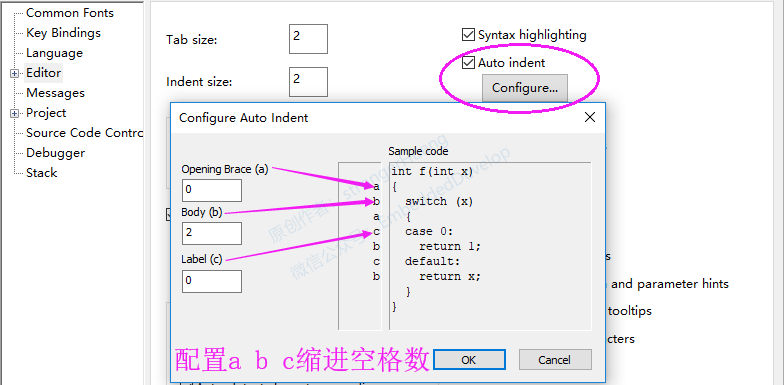 Common Fonts
Key Bindings
Language
Editor
Messages
Project
Source Code Contro
Debugger
Stack
Tab size:
2
Indent size:
2
Syntax highlighting
Auto indent
Configure...
Configure Auto Indent
Opening Brace (a)
0
Body (b)
2
Label (c)
0
Sample code
a
b
a
c
b
c
b
int f(int x)
{
  switch (x)
  {
  case 0:
    return 1;
  default:
    return x;
  }
}
s
and parameter hints
tooltips
cters
配置a b c缩进空格数
OK
Cancel